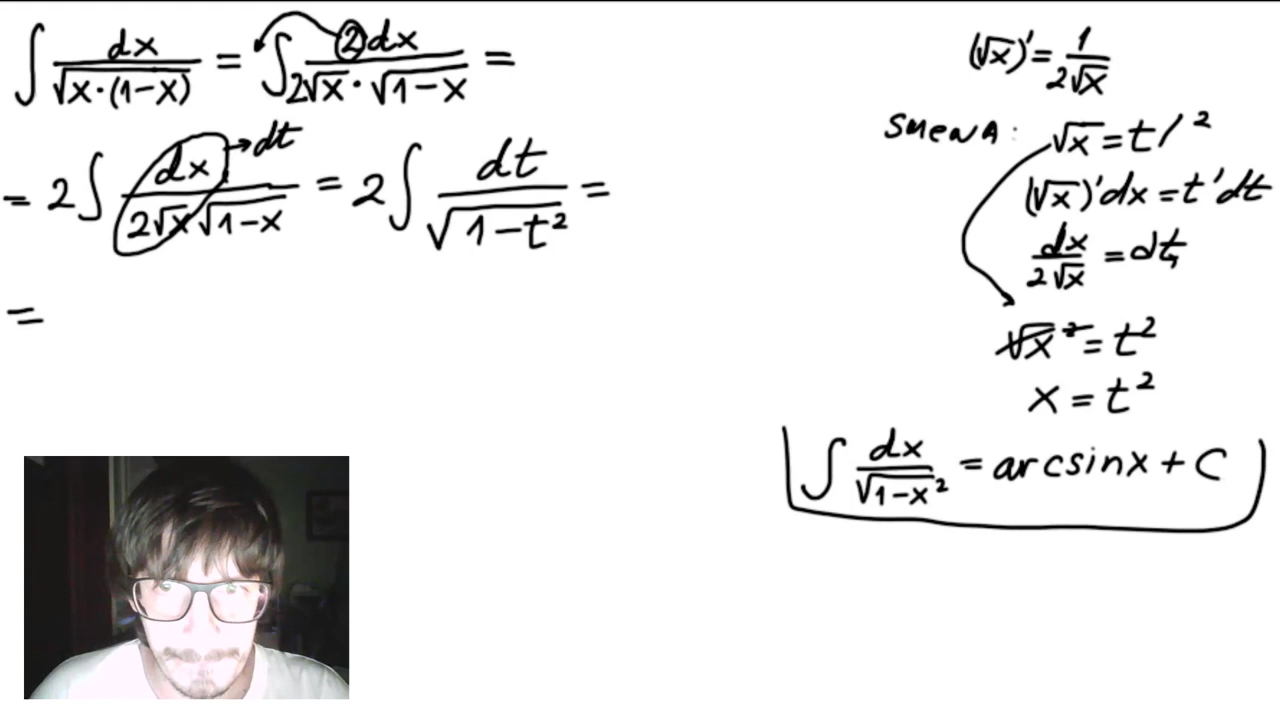 ∫ dx/√(x·(1-x)) = ∫ 2dx/(2√x·√(1-x)) =
= 2∫ dx/(2√x√(1-x)) →dt = 2∫ dt/√(1-t²) =
=
(√x)' = 1/(2√x)
SMENA: √x = t /²
(√x)'dx = t'dt
dx/(2√x) = dt
√x² = t²
x = t²
∫ dx/√(1-x²) = arcsinx + C